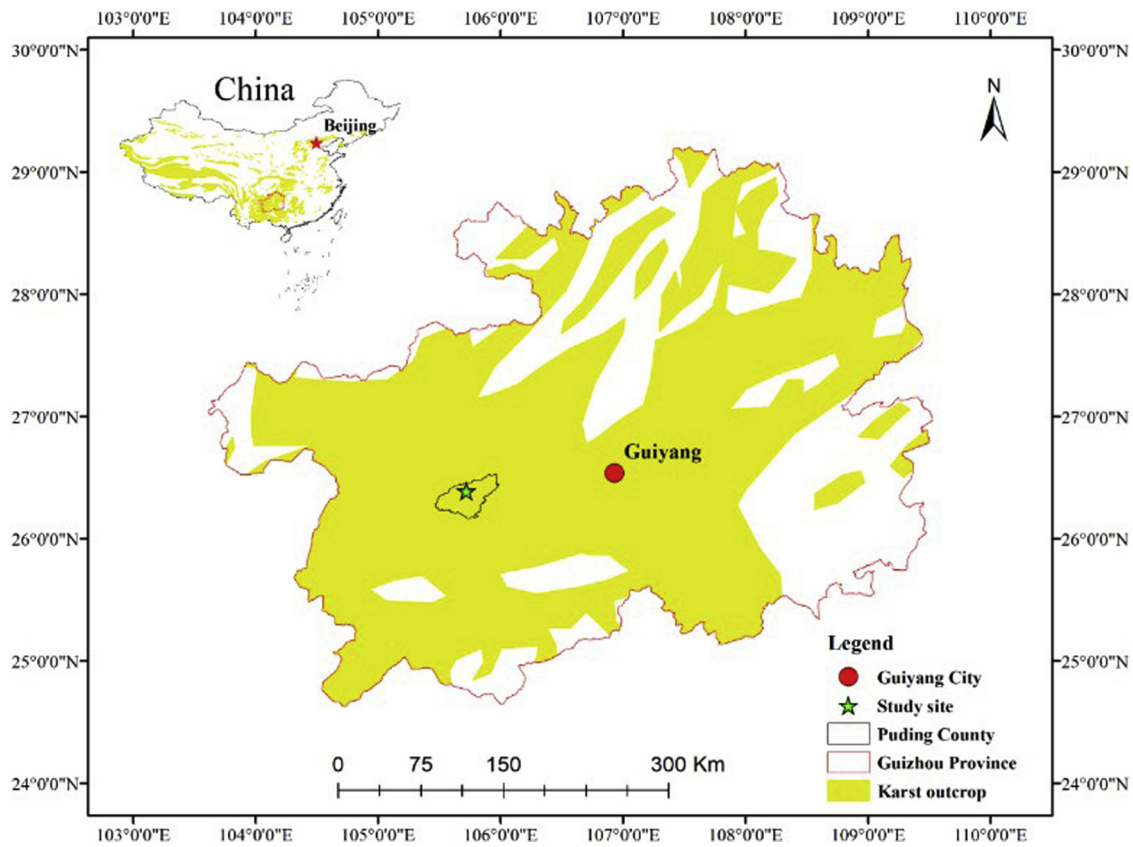 103°0'0"E 104°0'0"E 105°0'0"E 106°0'0"E 107°0'0"E 108°0'0"E 109°0'0"E 110°0'0"E
30°0'0"N 30°0'0"N
China
N
Beijing
29°0'0"N 29°0'0"N
28°0'0"N 28°0'0"N
27°0'0"N 27°0'0"N
Guiyang
26°0'0"N 26°0'0"N
Legend
25°0'0"N 25°0'0"N
Guiyang City
Study site
Puding County
0 75 150 300 Km
Guizhou Province
24°0'0"N 24°0'0"N
Karst outcrop
103°0'0"E 104°0'0"E 105°0'0"E 106°0'0"E 107°0'0"E 108°0'0"E 109°0'0"E 110°0'0"E